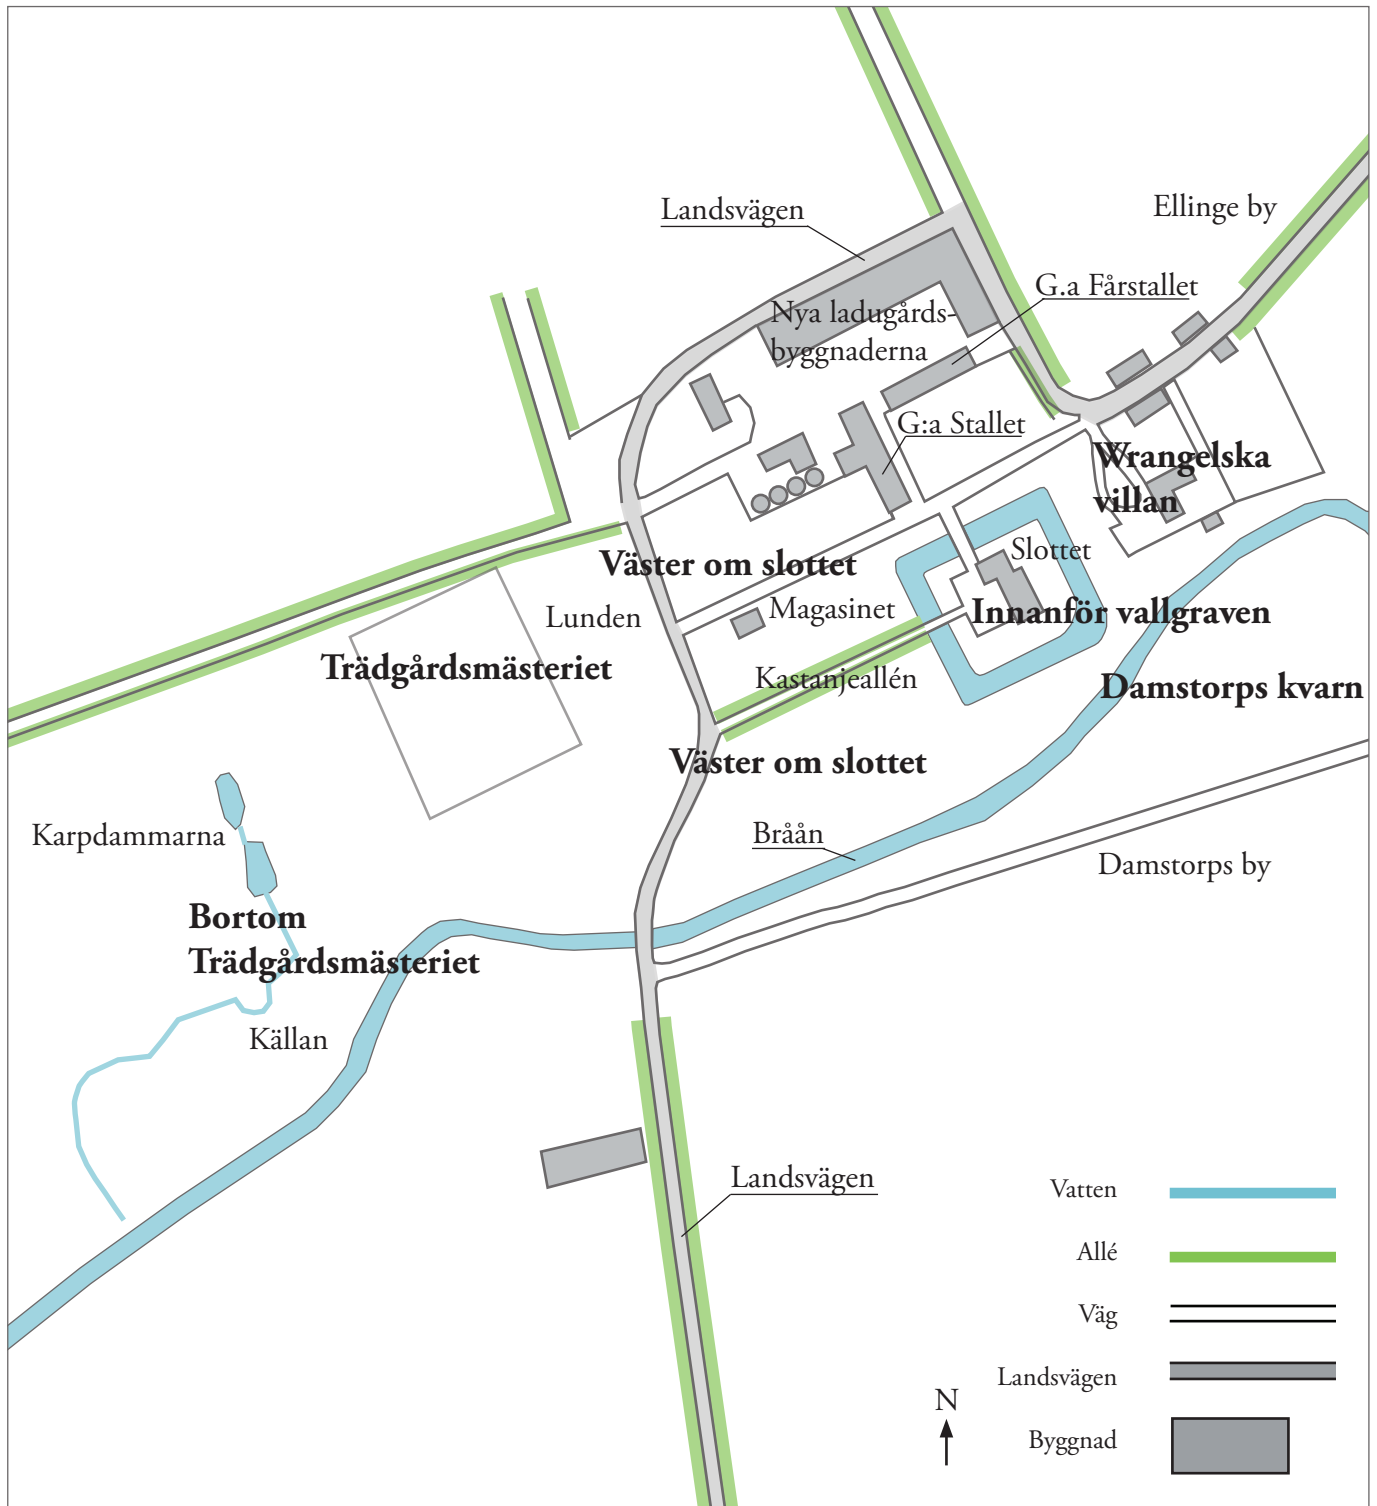 Ellinge by
Landsvägen
G.a Fårstallet
Nya ladugårds-
byggnaderna
G:a Stallet
Wrangelska
villan
Slottet
Väster om slottet
Magasinet
Lunden
Innanför vallgraven
Trädgårdsmästeriet
Kastanjeallén
Damstorps kvarn
Väster om slottet
Karpdammarna
Bråån
Damstorps by
Bortom
Trädgårdsmästeriet
Källan
Landsvägen
Vatten
Allé
Väg
Landsvägen
N
Byggnad